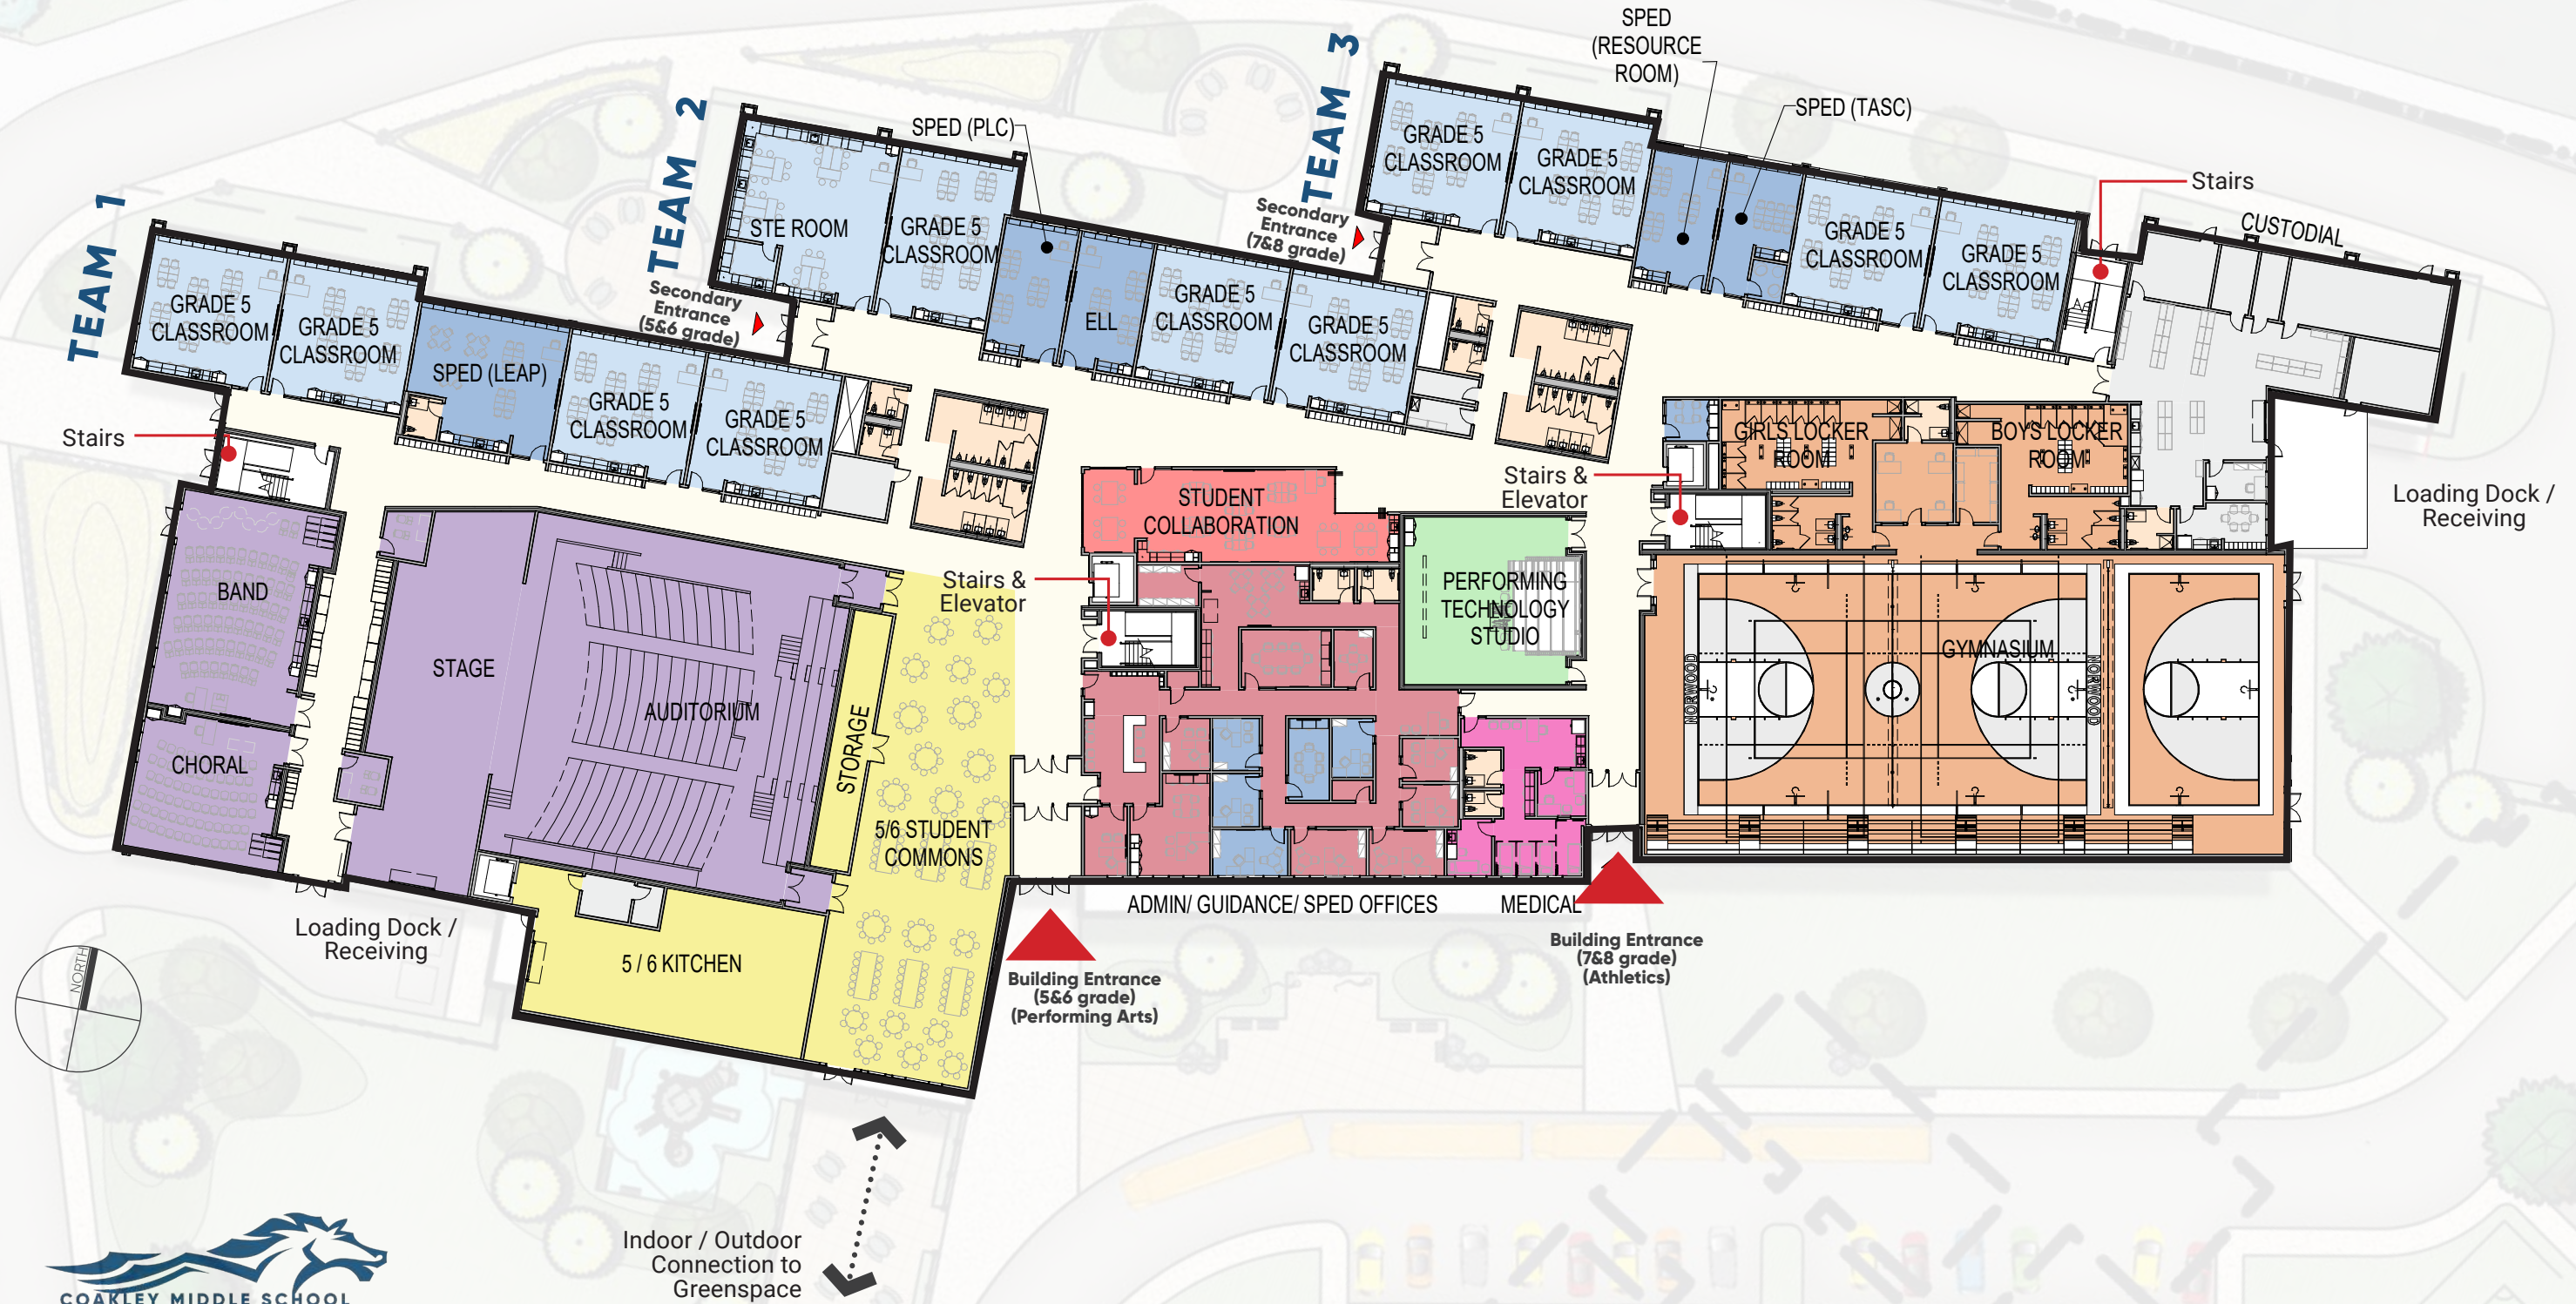 SPED
(RESOURCE
ROOM)
TEAM 3
TEAM 2
TEAM 1
SPED (PLC)
SPED (TASC)
GRADE 5
CLASSROOM
GRADE 5
CLASSROOM
Stairs
CUSTODIAL
STE ROOM
GRADE 5
CLASSROOM
Secondary
Entrance
(7&8 grade)
GRADE 5
CLASSROOM
GRADE 5
CLASSROOM
Secondary
Entrance
(5&6 grade)
GRADE 5
CLASSROOM
GRADE 5
CLASSROOM
SPED (LEAP)
GRADE 5
CLASSROOM
GRADE 5
CLASSROOM
ELL
GRADE 5
CLASSROOM
GRADE 5
CLASSROOM
Stairs
GIRLS LOCKER
ROOM
BOYS LOCKER
ROOM
Stairs &
Elevator
Loading Dock /
Receiving
STUDENT
COLLABORATION
BAND
STAGE
AUDITORIUM
CHORAL
STORAGE
Stairs &
Elevator
PERFORMING
TECHNOLOGY
STUDIO
GYMNASIUM
NORWOOD
NORWOOD
5/6 STUDENT
COMMONS
ADMIN/ GUIDANCE/ SPED OFFICES
MEDICAL
Loading Dock /
Receiving
5 / 6 KITCHEN
Building Entrance
(5&6 grade)
(Performing Arts)
Building Entrance
(7&8 grade)
(Athletics)
NORTH
Indoor / Outdoor
Connection to
Greenspace
COAKLEY MIDDLE SCHOOL